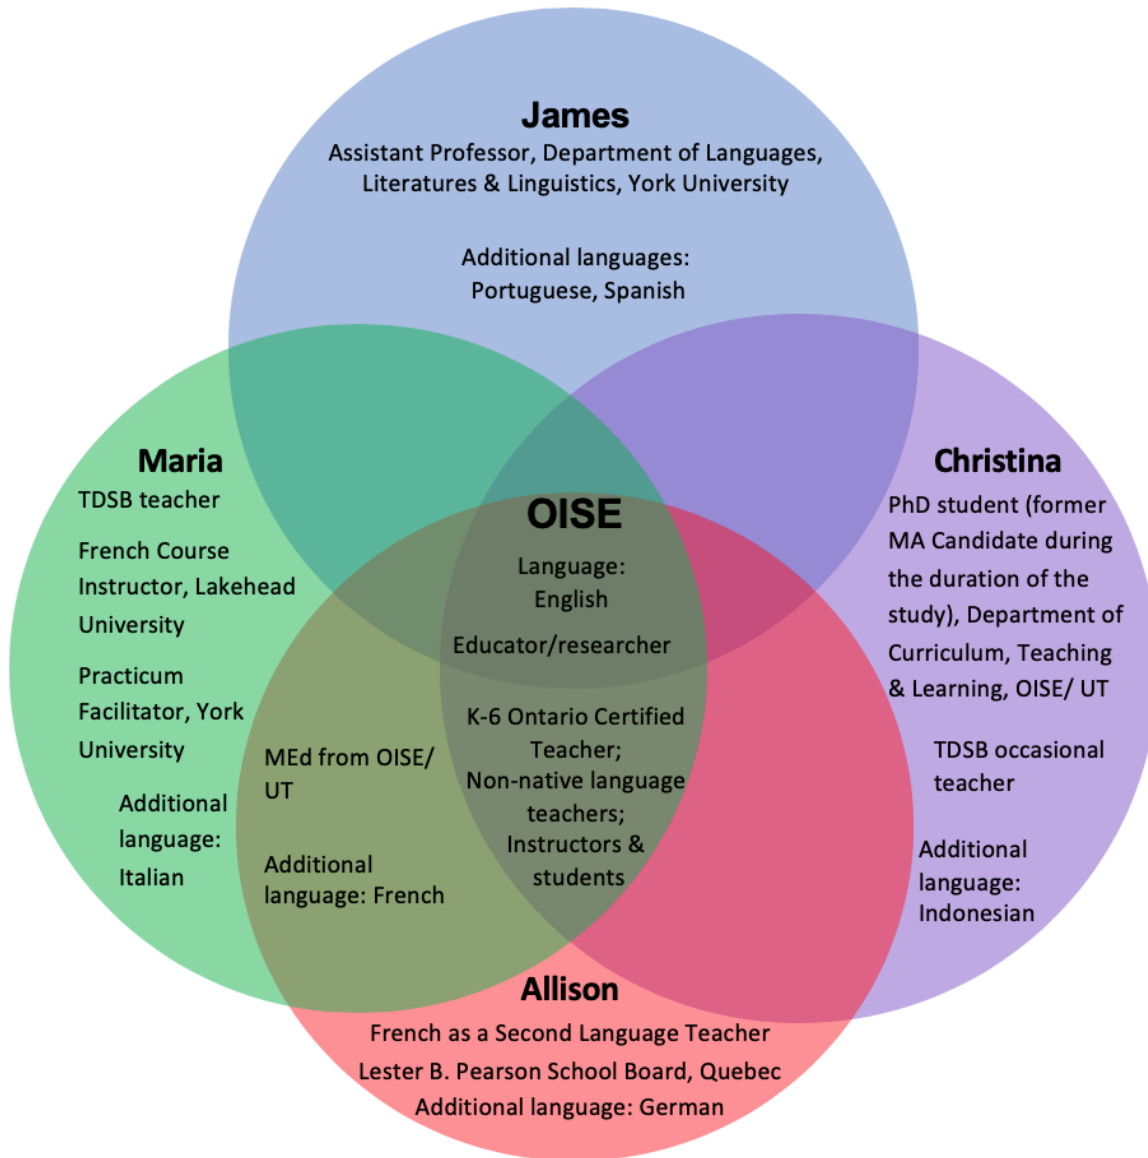 James
Assistant Professor, Department of Languages,
Literatures & Linguistics, York University
Additional languages:
Portuguese, Spanish
Maria
TDSB teacher
French Course
Instructor, Lakehead
University
Practicum
Facilitator, York
University
Additional
language:
Italian
MEd from OISE/
UT
Additional
language: French
OISE
Language:
English
Educator/researcher
K-6 Ontario Certified
Teacher;
Non-native language
teachers;
Instructors &
students
Christina
PhD student (former
MA Candidate during
the duration of the
study), Department of
Curriculum, Teaching
& Learning, OISE/ UT
TDSB occasional
teacher
Additional
language:
Indonesian
Allison
French as a Second Language Teacher
Lester B. Pearson School Board, Quebec
Additional language: German